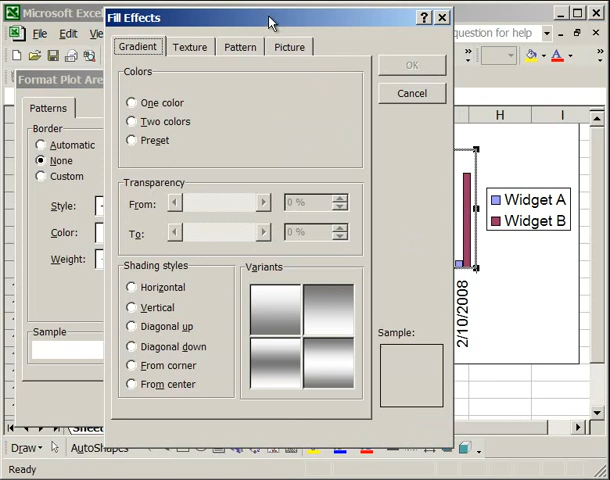 Microsoft Exce
Fill Effects
File
Ed
question for help
Format Plot Are
Gradient
Texture
Pattern
Picture
OK
Cancel
Colors
One color
Two colors
Preset
H
I
Patterns
Border
Automatic
None
Custom
Style:
Color:
Weight:
Transparency
From:
0 %
To:
0 %
Widget A
Widget B
Shading styles
Horizontal
Vertical
Diagonal up
Diagonal down
From corner
From center
Variants
2/10/2008
Sample
Sample:
Sheet
Draw
AutoShapes
Ready